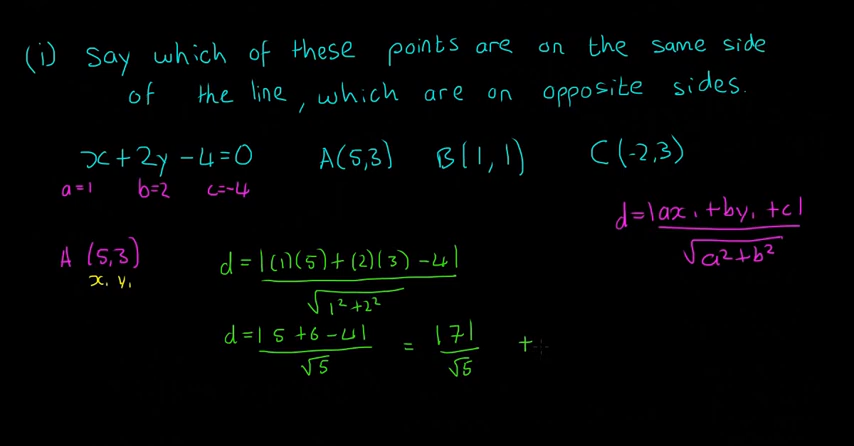 (i) Say which of these points are on the same side
of the line, which are on opposite sides.
x + 2y - 4 = 0 A(5,3) B(1,1) C(-2,3)
a=1 b=2 c=-4
d = |ax₁ + by₁ + c|
√a² + b²
A (5,3) d = |(1)(5) + (2)(3) - 4|
x₁ y₁ √1² + 2²
d = |5 + 6 - 4| = |7| +
√5 √5